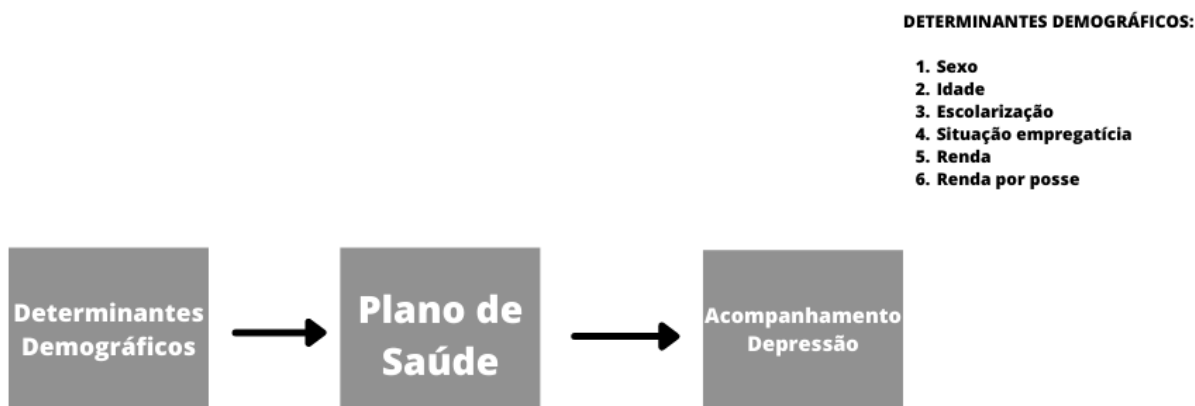 DETERMINANTES DEMOGRÁFICOS:
1. Sexo
2. Idade
3. Escolarização
4. Situação empregatícia
5. Renda
6. Renda por posse
Determinantes
Demográficos
Plano de
Saúde
Acompanhamento
Depressão